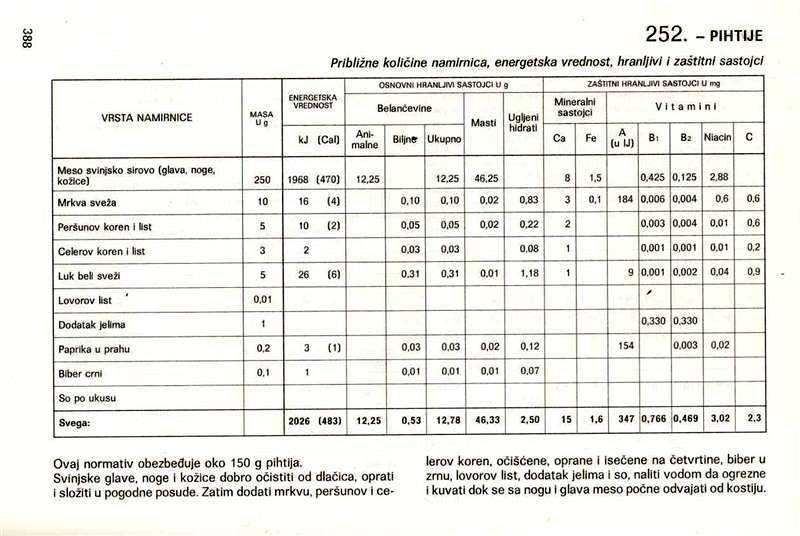 388
252. – PIHTIJE
Približne količine namirnica, energetska vrednost, hranljivi i zaštitni sastojci
VRSTA NAMIRNICE
MASA
U g
ENERGETSKA
VREDNOST
kJ (Cal)
OSNOVNI HRANLJIVI SASTOJCI U g
Belančevine
Ani-
malne
Biljne
Ukupno
Masti
Ugljeni
hidrati
ZAŠTITNI HRANLJIVI SASTOJCI U mg
Mineralni
sastojci
Ca Fe
Vitamini
A
(u IJ)
B1 B2 Niacin C
Meso svinjsko sirovo (glava, noge,
kožice) 250 1968 (470) 12,25 12,25 46,25 8 1,5 0,425 0,125 2,88
Mrkva sveža 10 16 (4) 0,10 0,10 0,02 0,83 3 0,1 184 0,006 0,004 0,6 0,6
Peršunov koren i list 5 10 (2) 0,05 0,05 0,02 0,22 2 0,003 0,004 0,01 0,6
Celerov koren i list 3 2 0,03 0,03 0,08 1 0,001 0,001 0,01 0,2
Luk beli sveži 5 26 (6) 0,31 0,31 0,01 1,18 1 9 0,001 0,002 0,04 0,9
Lovorov list 0,01
Dodatak jelima 1 0,330 0,330
Paprika u prahu 0,2 3 (1) 0,03 0,03 0,02 0,12 154 0,003 0,02
Biber crni 0,1 1 0,01 0,01 0,01 0,07
So po ukusu
Svega: 2026 (483) 12,25 0,53 12,78 46,33 2,50 15 1,6 347 0,766 0,469 3,02 2,3
Ovaj normativ obezbeđuje oko 150 g pihtija.
Svinjske glave, noge i kožice dobro očistiti od dlačica, oprati
i složiti u pogodne posude. Zatim dodati mrkvu, peršunov i ce-
lerov koren, očišćene, oprane i isečene na četvrtine, biber u
zrnu, lovorov list, dodatak jelima i so, naliti vodom da ogrezne
i kuvati dok se sa nogu i glava meso počne odvajati od kostiju.